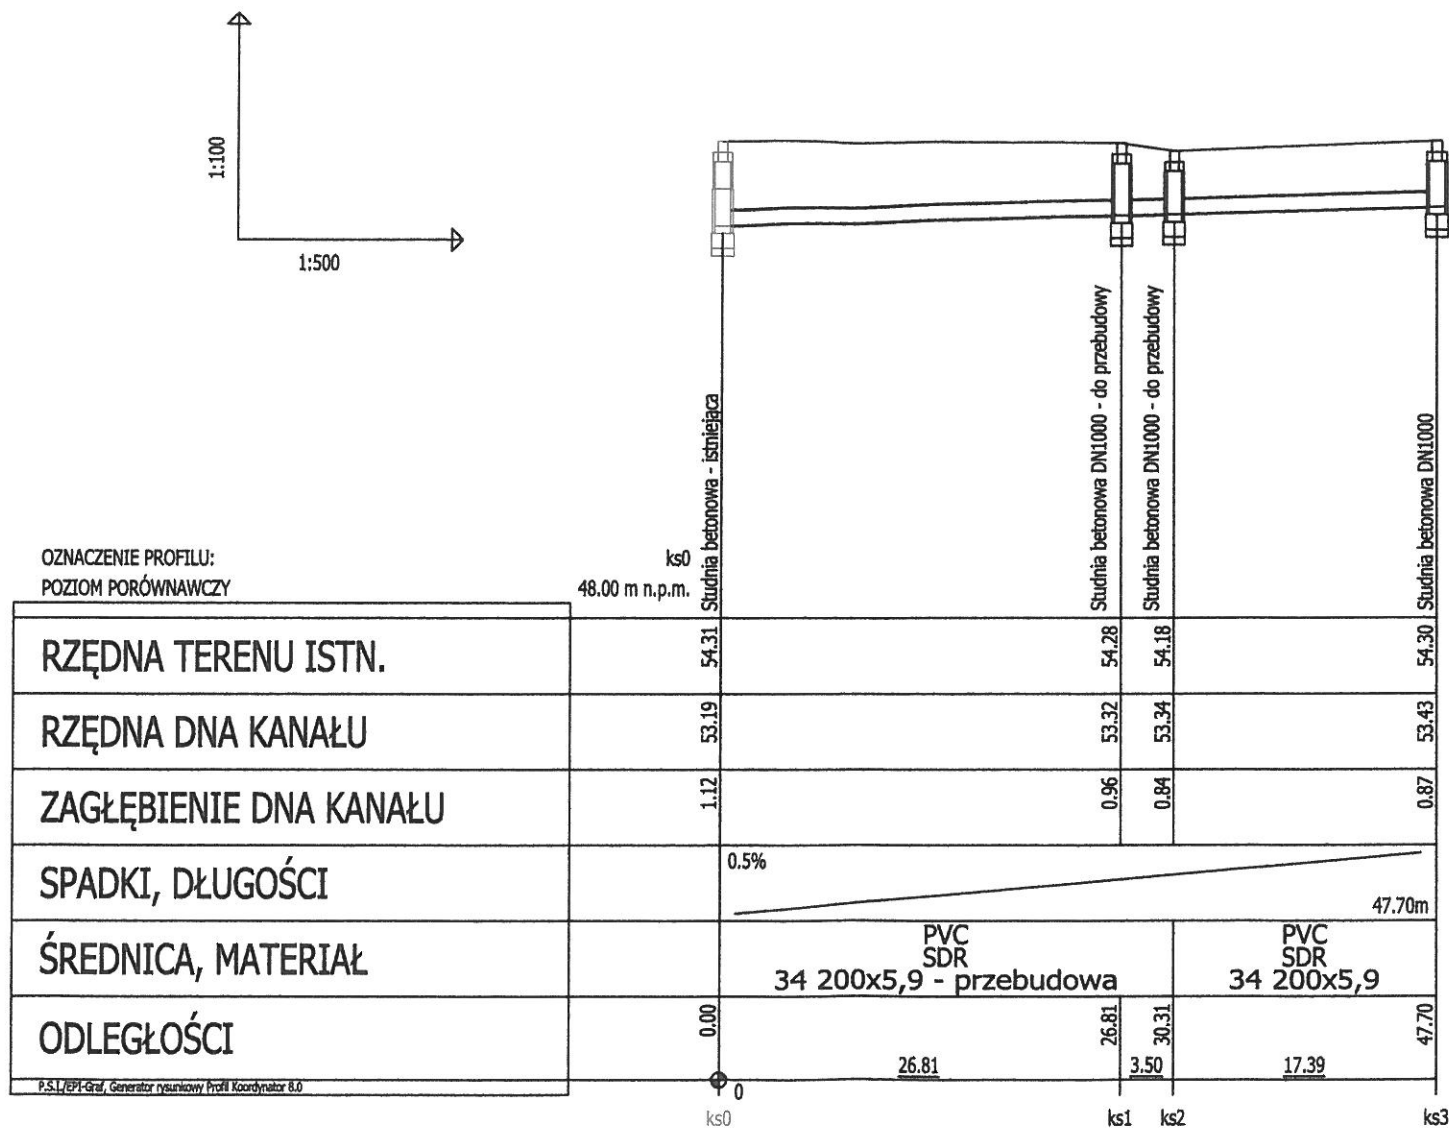 1:100
1:500
Studnia betonowa - istniejąca
Studnia betonowa DN1000 - do przebudowy
Studnia betonowa DN1000 - do przebudowy
Studnia betonowa DN1000
OZNACZENIE PROFILU: ks0
POZIOM PORÓWNAWCZY 48.00 m n.p.m.
RZĘDNA TERENU ISTN. 54.31 54.28 54.18 54.30
RZĘDNA DNA KANAŁU 53.19 53.32 53.34 53.43
ZAGŁĘBIENIE DNA KANAŁU 1.12 0.96 0.84 0.87
SPADKI, DŁUGOŚCI 0.5% 47.70m
ŚREDNICA, MATERIAŁ
PVC
SDR
34 200x5,9 - przebudowa
PVC
SDR
34 200x5,9
ODLEGŁOŚCI 0.00 26.81 30.31 47.70
26.81 3.50 17.39
P.S.I./EPI-Graf, Generator rysunkowy Profil Koordynator 8.0
0
ks0 ks1 ks2 ks3